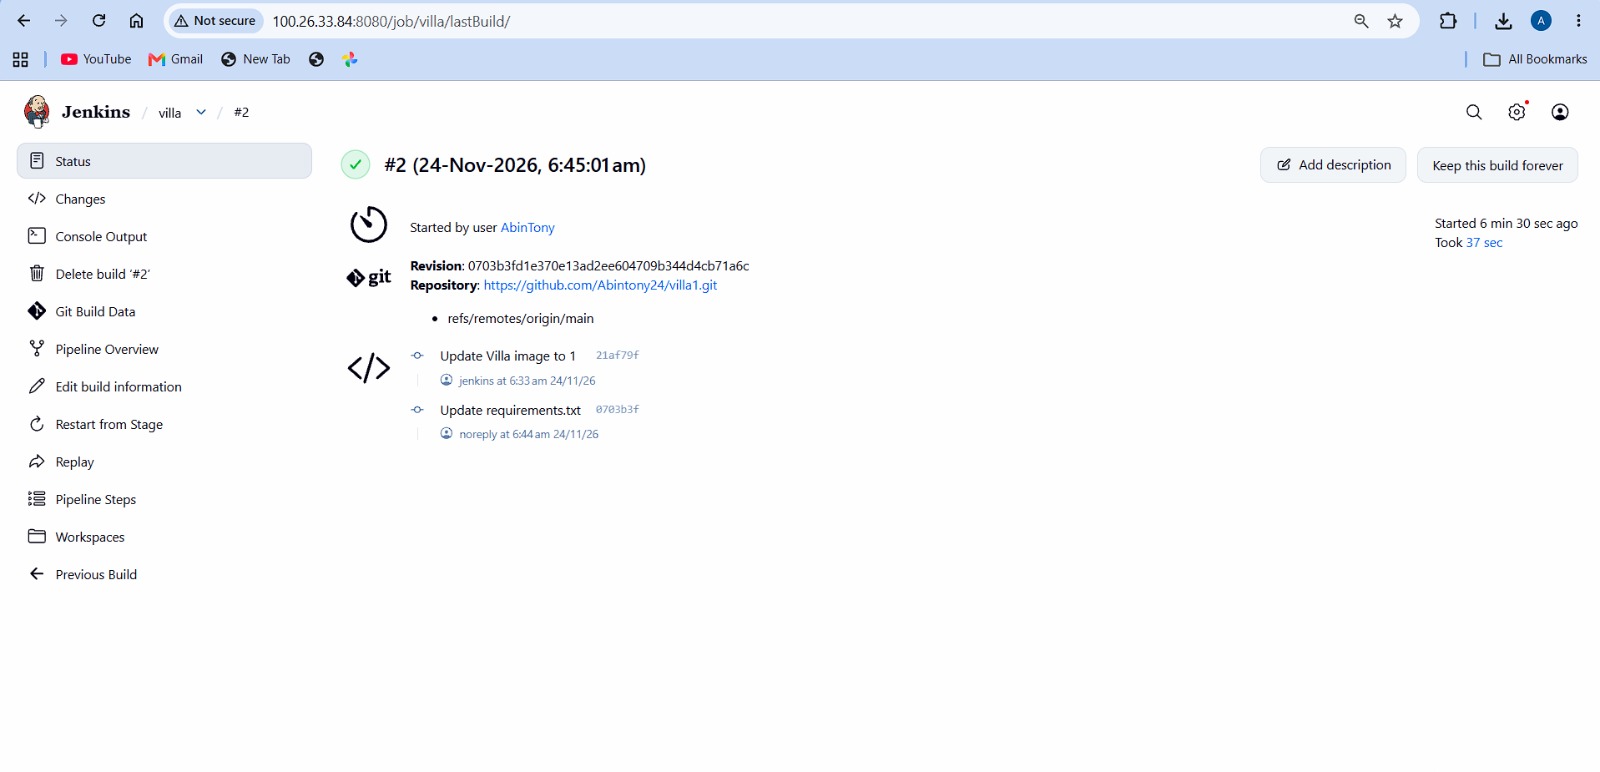 Not secure 100.26.33.84:8080/job/villa/lastBuild/ A
YouTube Gmail New Tab All Bookmarks
Jenkins / villa / #2
Status
Changes
Console Output
Delete build ‘#2’
Git Build Data
Pipeline Overview
Edit build information
Restart from Stage
Replay
Pipeline Steps
Workspaces
Previous Build
#2 (24-Nov-2026, 6:45:01 am)
Add description Keep this build forever
Started by user AbinTony
Started 6 min 30 sec ago
Took 37 sec
git
Revision: 0703b3fd1e370e13ad2ee604709b344d4cb71a6c
Repository: https://github.com/Abintony24/villa1.git
• refs/remotes/origin/main
Update Villa image to 1 21af79f
jenkins at 6:33 am 24/11/26
Update requirements.txt 0703b3f
noreply at 6:44 am 24/11/26